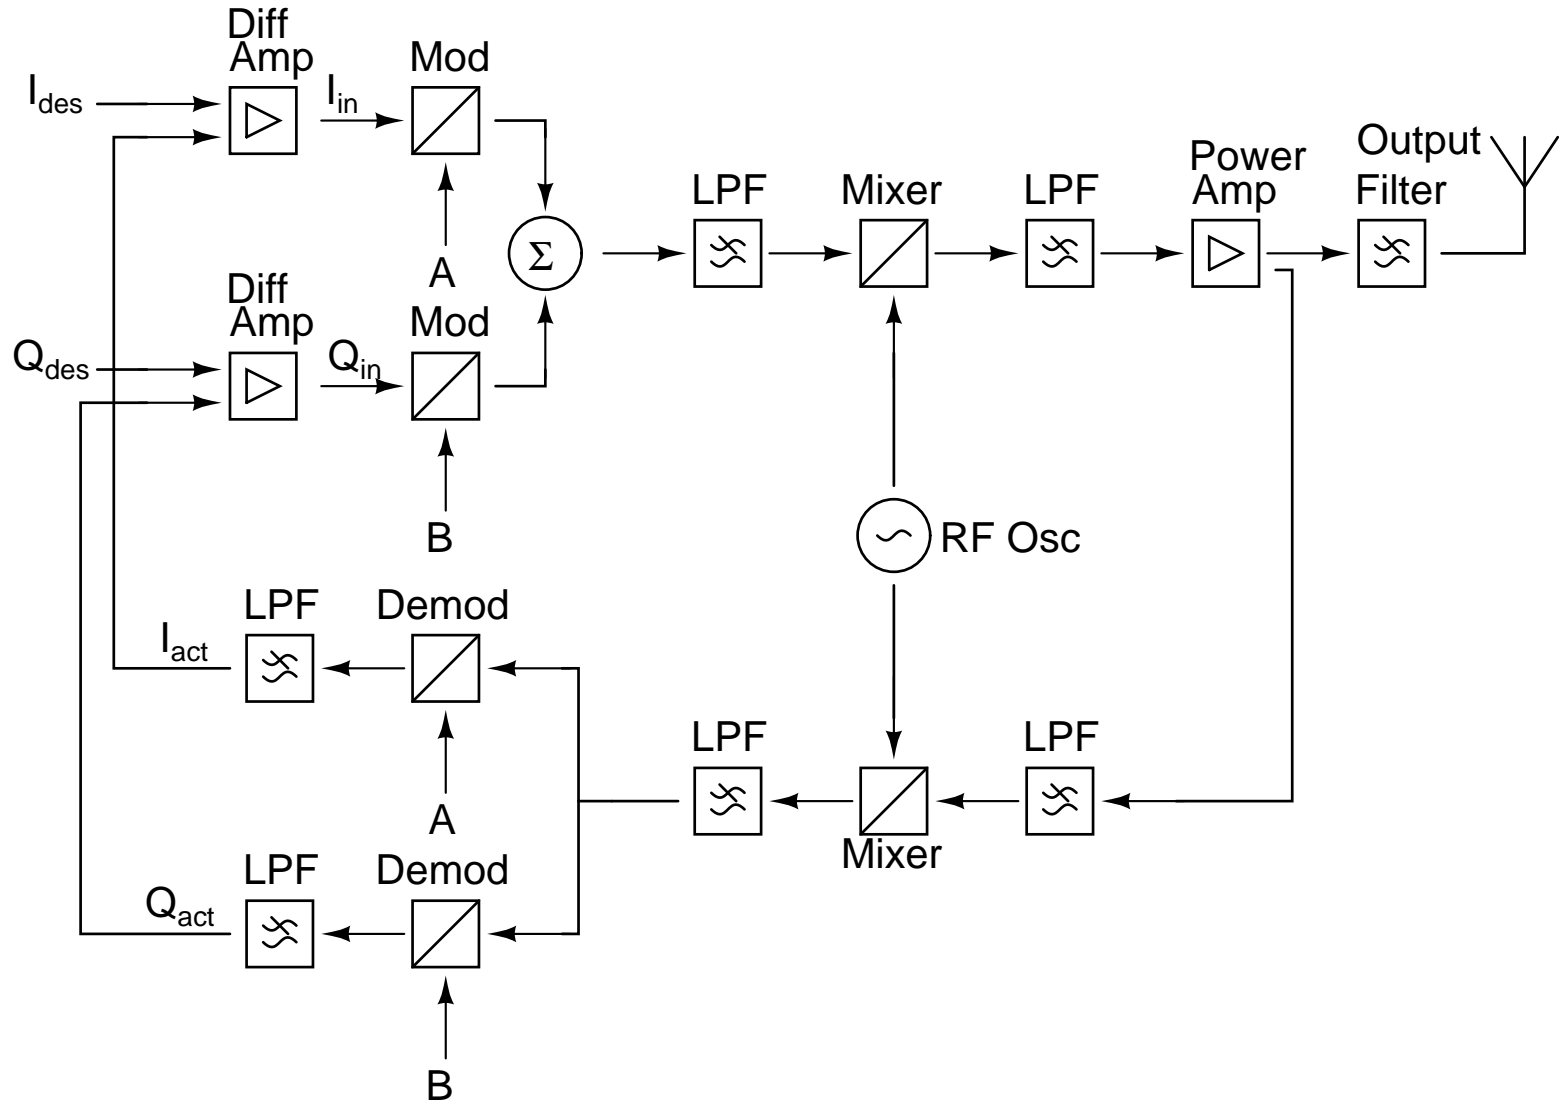 Diff
Amp
Mod
I_des
I_in
A
Σ
LPF
Mixer
LPF
Power
Amp
Output
Filter
Diff
Amp
Mod
Q_des
Q_in
B
RF Osc
LPF
Demod
I_act
A
LPF
Mixer
LPF
LPF
Demod
Q_act
B